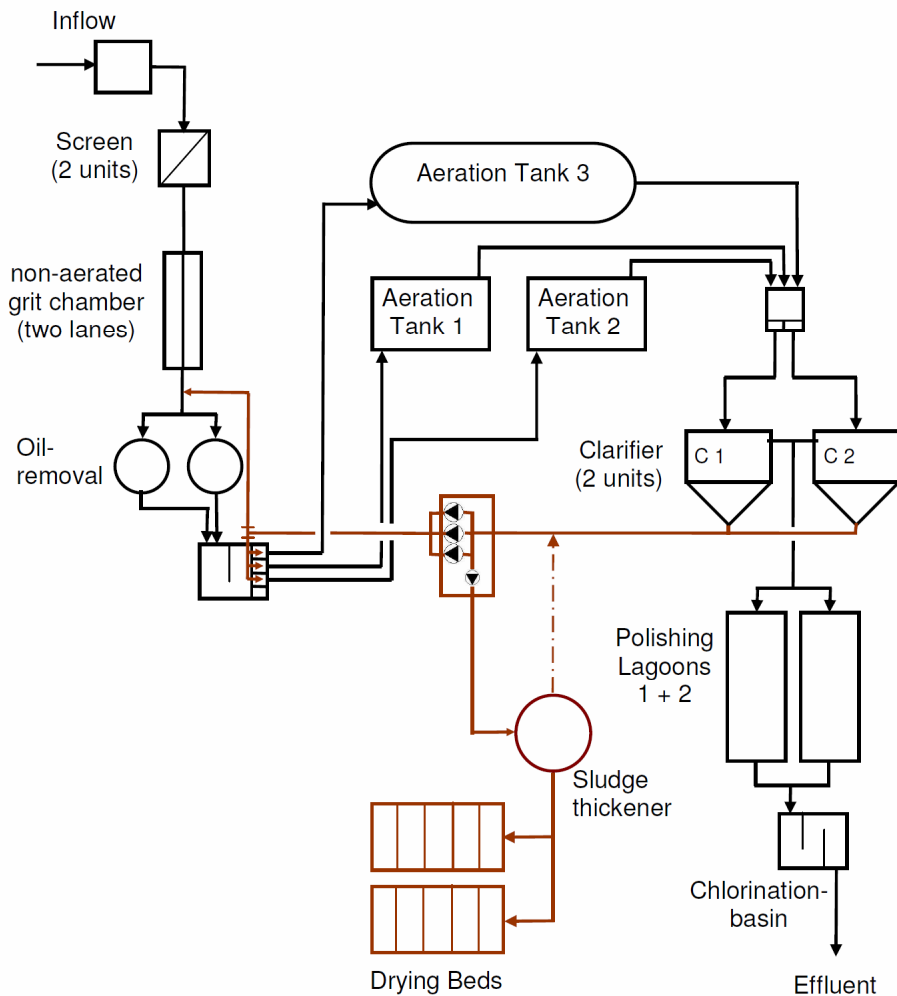 Inflow
Screen
(2 units)
non-aerated
grit chamber
(two lanes)
Oil-
removal
Aeration Tank 3
Aeration
Tank 1
Aeration
Tank 2
Clarifier
(2 units)
C 1
C 2
Polishing
Lagoons
1 + 2
Sludge
thickener
Drying Beds
Chlorination-
basin
Effluent